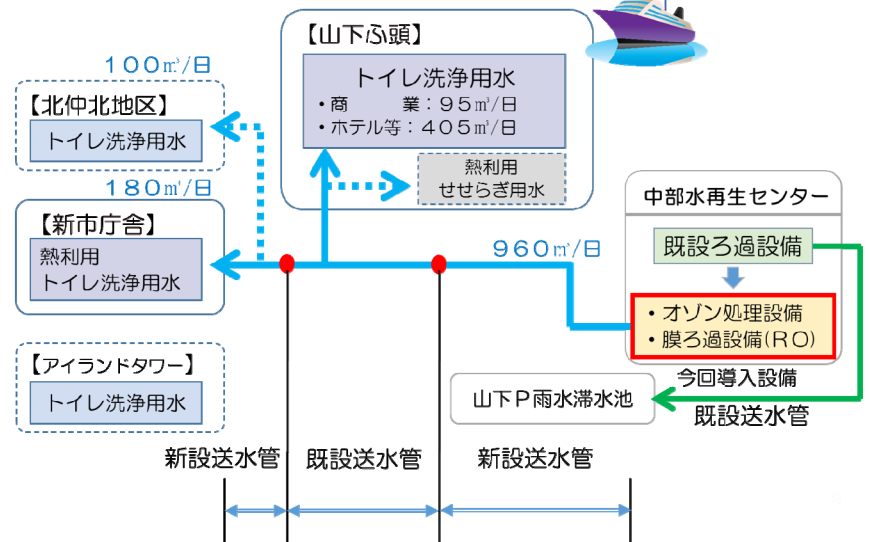 100㎥/日
【北仲北地区】
トイレ洗浄用水
180㎥/日
【新市庁舎】
熱利用
トイレ洗浄用水
【アイランドタワー】
トイレ洗浄用水
【山下ふ頭】
トイレ洗浄用水
・商　　業：95㎥/日
・ホテル等：405㎥/日
熱利用
せせらぎ用水
960㎥/日
中部水再生センター
既設ろ過設備
・オゾン処理設備
・膜ろ過設備(RO)
今回導入設備
山下P雨水滞水池
既設送水管
新設送水管
既設送水管
新設送水管